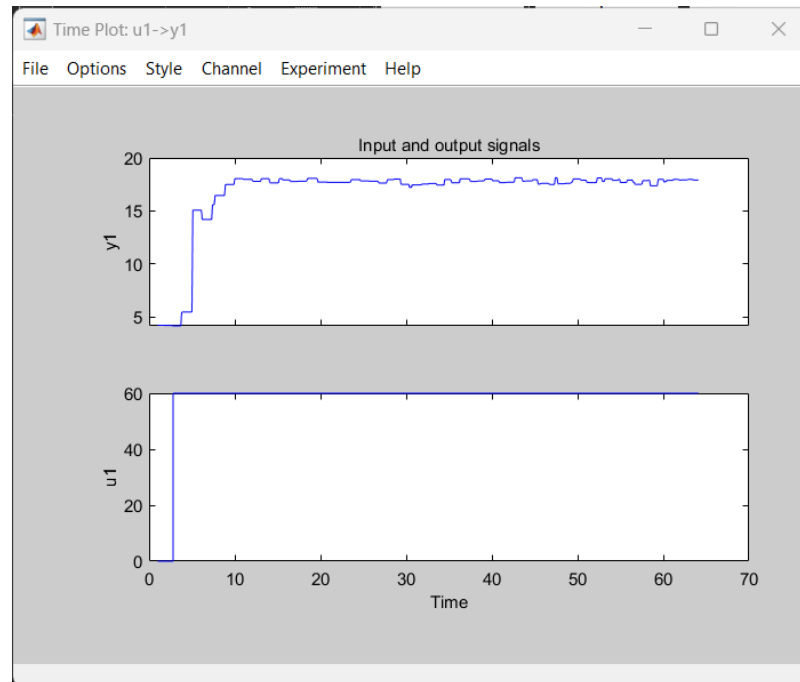 Time Plot: u1->y1
File Options Style Channel Experiment Help
Input and output signals
20
15
10
5
y1
60
40
20
0
u1
0 10 20 30 40 50 60 70
Time